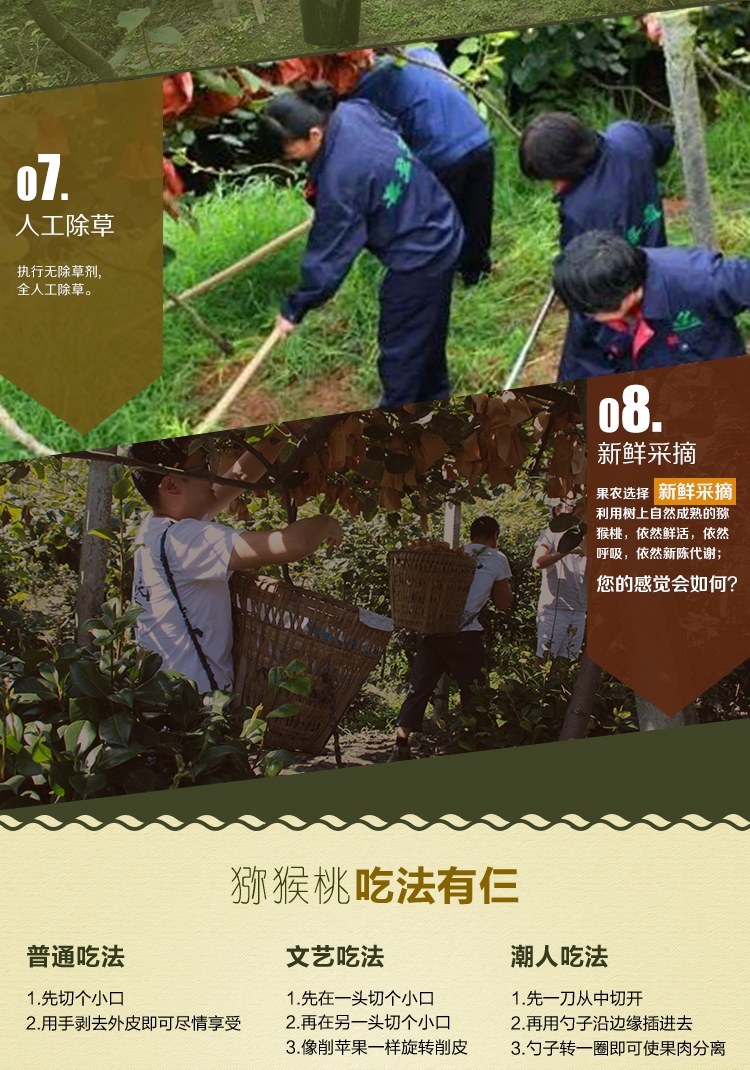 07.
人工除草
执行无除草剂,
全人工除草。
08.
新鲜采摘
果农选择 新鲜采摘
利用树上自然成熟的猕
猴桃，依然鲜活，依然
呼吸，依然新陈代谢；
您的感觉会如何?
猕猴桃吃法有仨
普通吃法
1.先切个小口
2.用手剥去外皮即可尽情享受
文艺吃法
1.先在一头切个小口
2.再在另一头切个小口
3.像削苹果一样旋转削皮
潮人吃法
1.先一刀从中切开
2.再用勺子沿边缘插进去
3.勺子转一圈即可使果肉分离